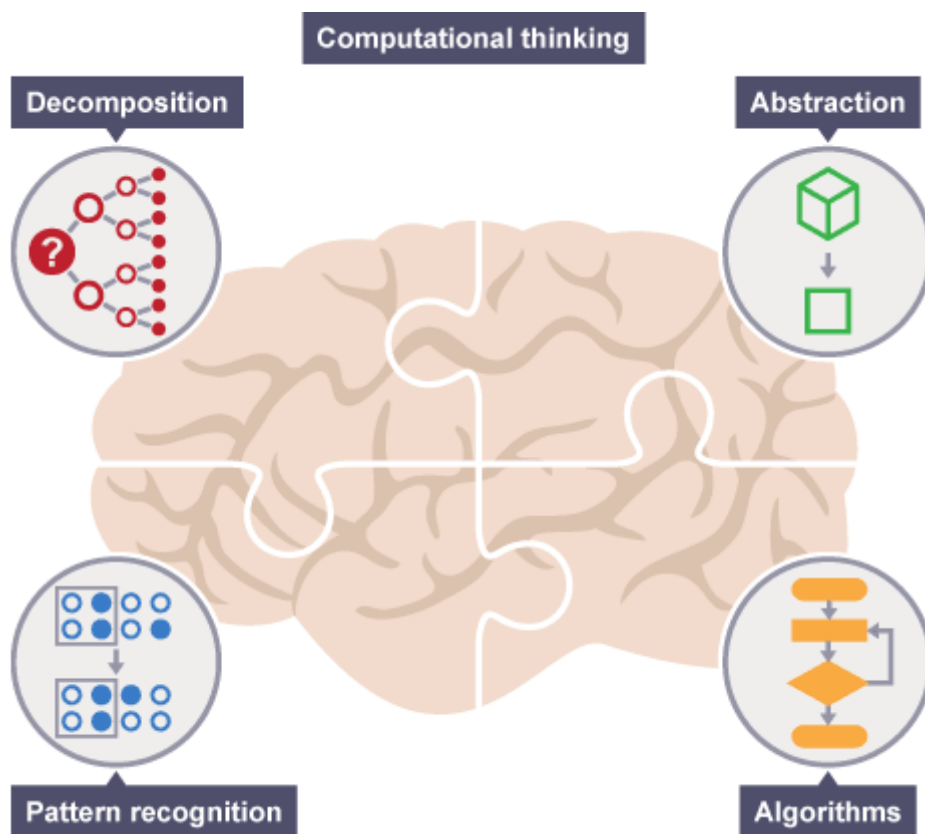 Computational thinking
Decomposition
Abstraction
?
Pattern recognition
Algorithms